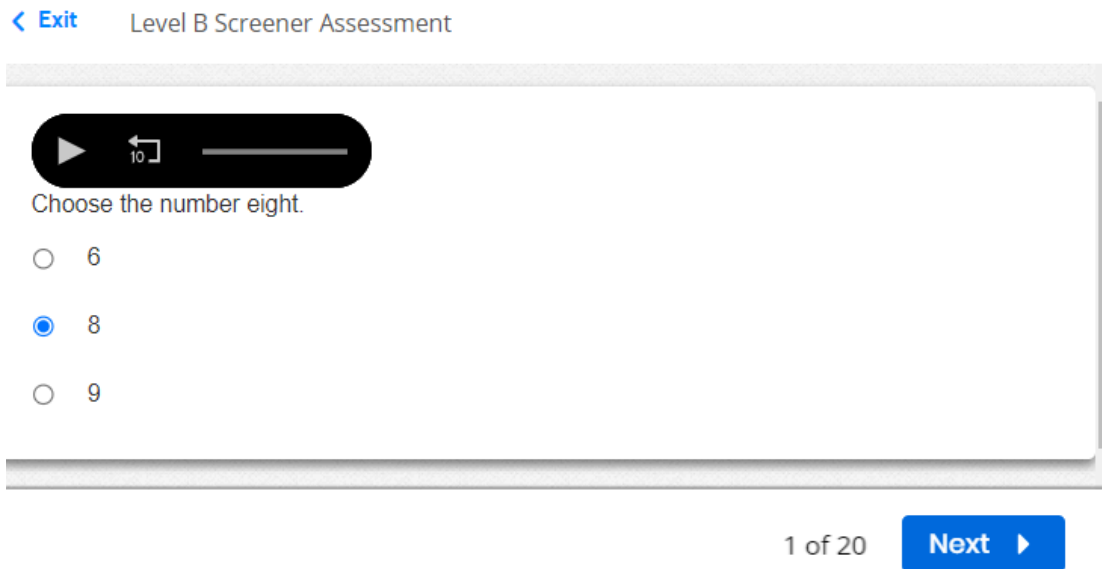 Exit Level B Screener Assessment
10
Choose the number eight.
6
8
9
1 of 20 Next